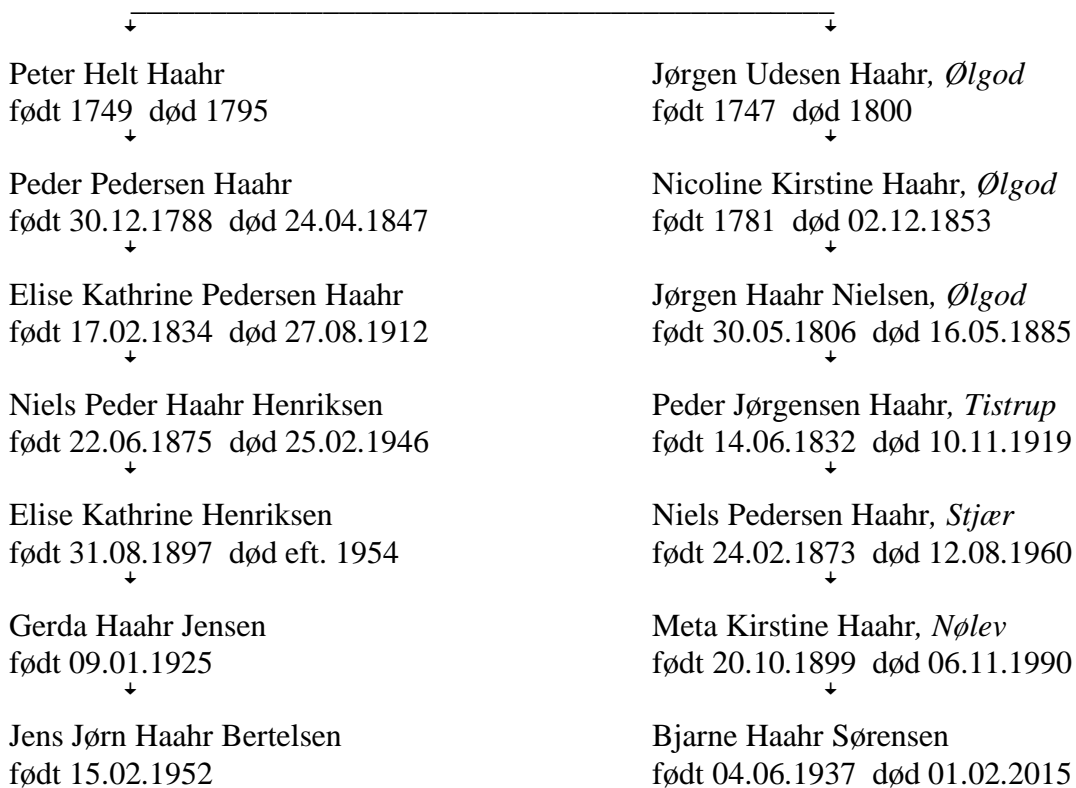 Peter Helt Haahr
født 1749  død 1795
Peder Pedersen Haahr
født 30.12.1788  død 24.04.1847
Elise Kathrine Pedersen Haahr
født 17.02.1834  død 27.08.1912
Niels Peder Haahr Henriksen
født 22.06.1875  død 25.02.1946
Elise Kathrine Henriksen
født 31.08.1897  død eft. 1954
Gerda Haahr Jensen
født 09.01.1925
Jens Jørn Haahr Bertelsen
født 15.02.1952
Jørgen Udesen Haahr, Ølgod
født 1747  død 1800
Nicoline Kirstine Haahr, Ølgod
født 1781  død 02.12.1853
Jørgen Haahr Nielsen, Ølgod
født 30.05.1806  død 16.05.1885
Peder Jørgensen Haahr, Tistrup
født 14.06.1832  død 10.11.1919
Niels Pedersen Haahr, Stjær
født 24.02.1873  død 12.08.1960
Meta Kirstine Haahr, Nølev
født 20.10.1899  død 06.11.1990
Bjarne Haahr Sørensen
født 04.06.1937  død 01.02.2015